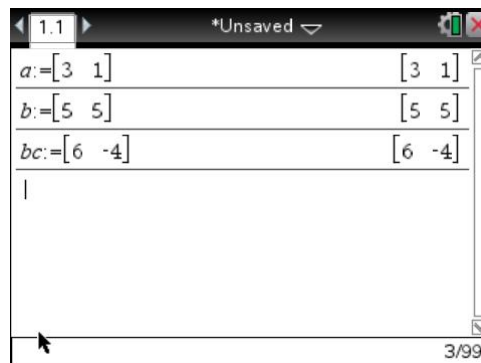 1.1 *Unsaved
a:=[3 1] [3 1]
b:=[5 5] [5 5]
bc:=[6 -4] [6 -4]
3/99